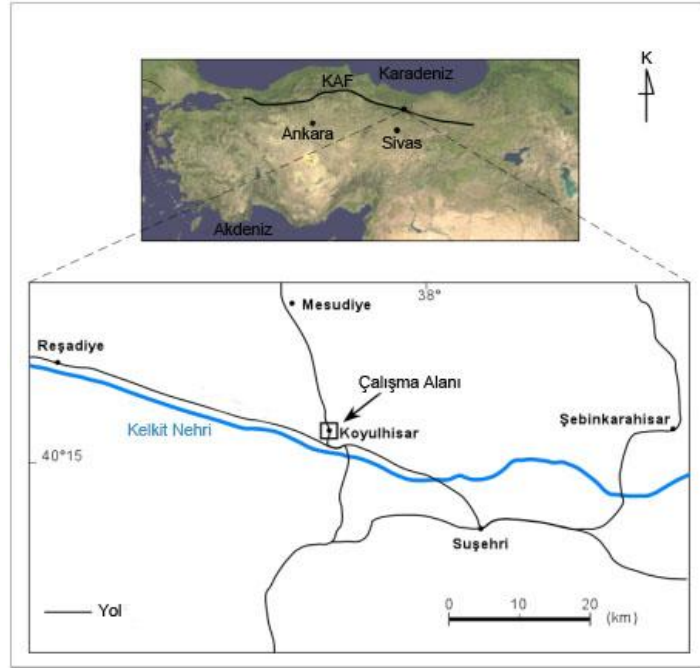 K
KAF
Karadeniz
Ankara
Sivas
Akdeniz
38°
Mesudiye
Reşadiye
Çalışma Alanı
Kelkit Nehri
Koyulhisar
Şebinkarahisar
40°15
Suşehri
Yol
0 10 20 (km)